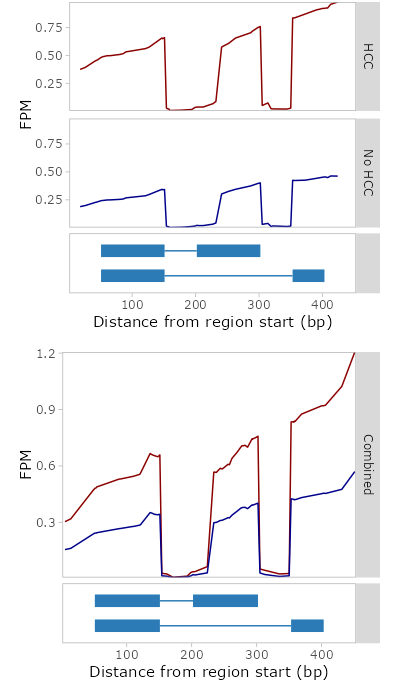 0.75
0.50
0.25
HCC
FPM
0.75
0.50
0.25
No HCC
100 200 300 400
Distance from region start (bp)
1.2
0.9
0.6
0.3
FPM
Combined
100 200 300 400
Distance from region start (bp)